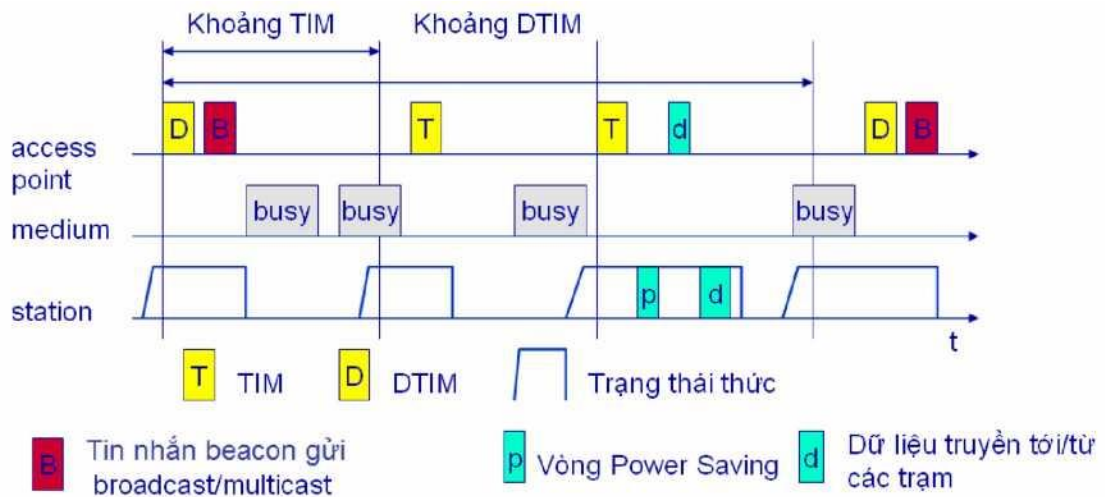 Khoảng TIM
Khoảng DTIM
D B T T d D B
access
point
busy busy busy busy
medium
p d
station
t
T TIM D DTIM Trạng thái thức
B Tin nhắn beacon gửi
broadcast/multicast
p Vòng Power Saving
d Dữ liệu truyền tới/từ
các trạm